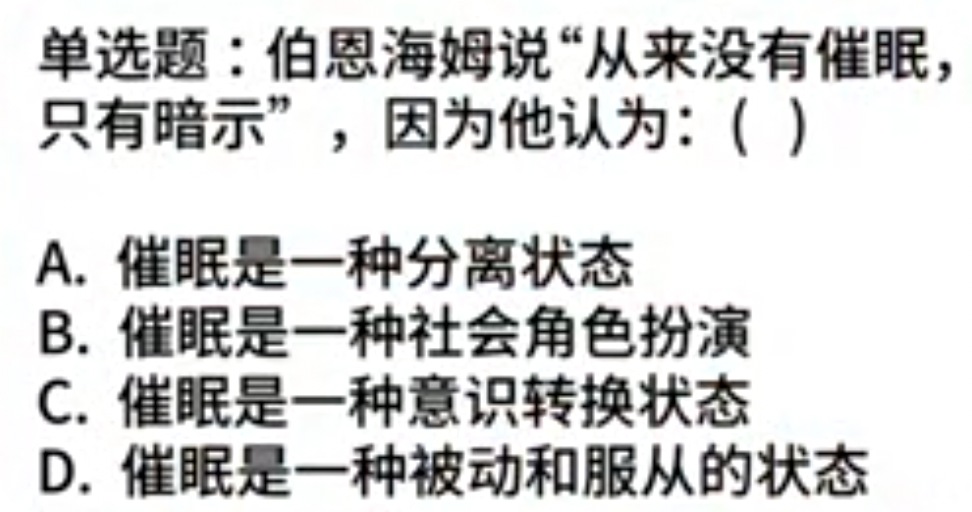 单选题：伯恩海姆说“从来没有催眠，
只有暗示”，因为他认为：( )
A. 催眠是一种分离状态
B. 催眠是一种社会角色扮演
C. 催眠是一种意识转换状态
D. 催眠是一种被动和服从的状态